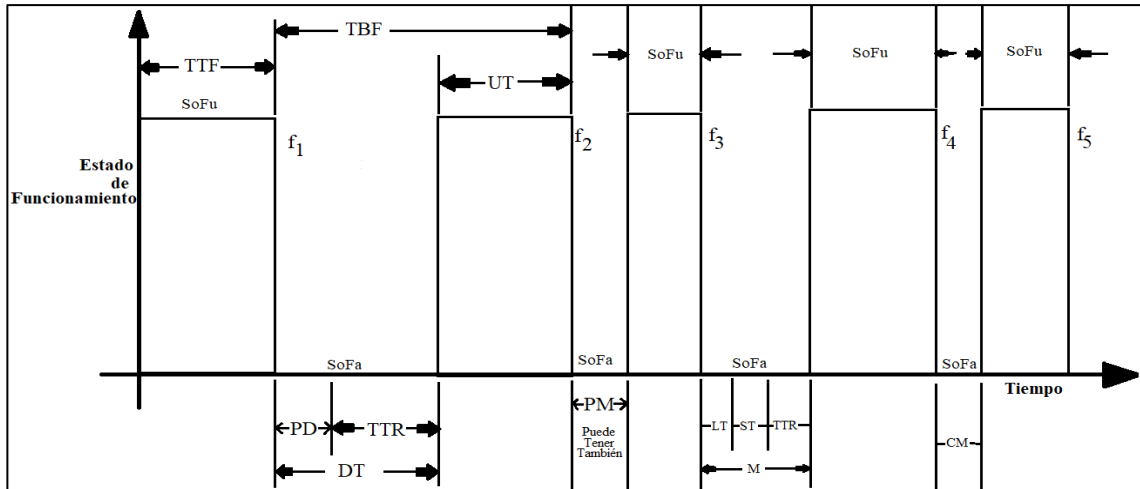 TBF
TTF
SoFu
SoFu
SoFu
SoFu
UT
f1
f2
f3
f4
f5
Estado
de
Funcionamiento
SoFa
SoFa
SoFa
SoFa
Tiempo
PD
TTR
DT
PM
Puede
Tener
También
LT
ST
TTR
M
CM